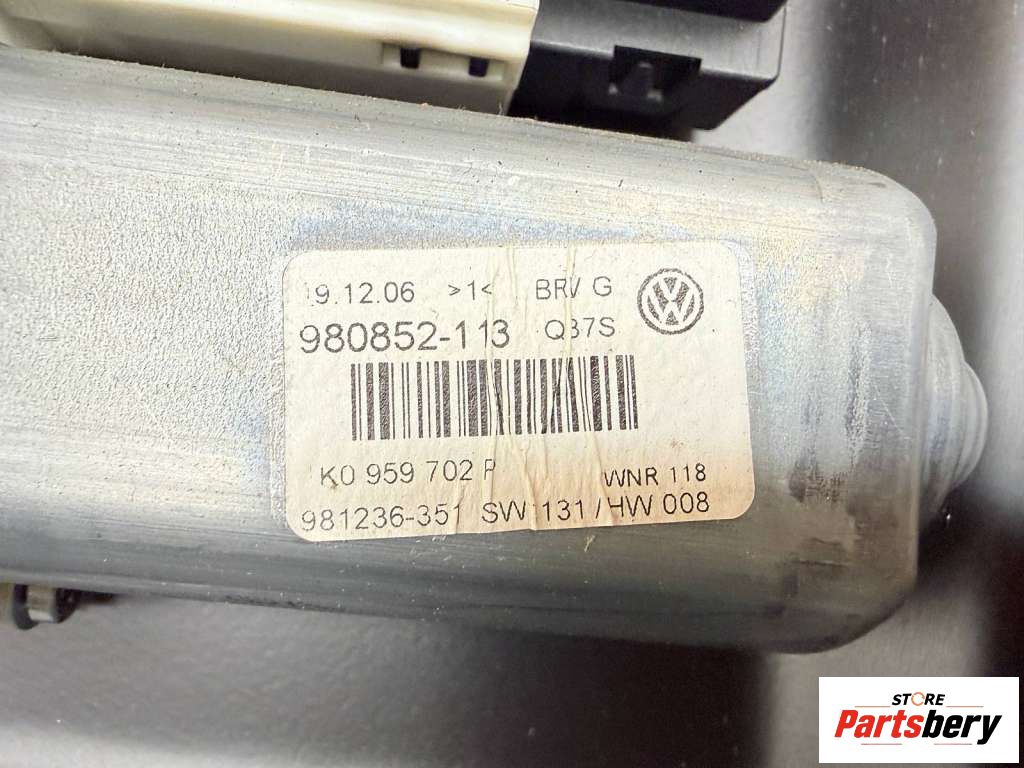 9.12.06 >1< BRV G
980852-113 Q37S
K0 959 702 P
WNR 118
981236-351 SW 131 / HW 008
STORE
Partsbery